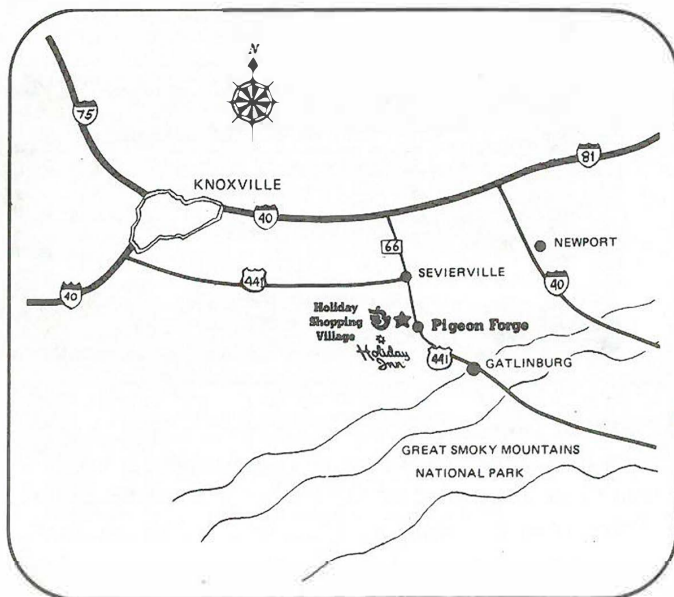 N
75
81
KNOXVILLE
40
66
NEWPORT
441
SEVIERVILLE
40
40
Holiday
Shopping
Village
Pigeon Forge
Holiday
Inn
441
GATLINBURG
GREAT SMOKY MOUNTAINS
NATIONAL PARK